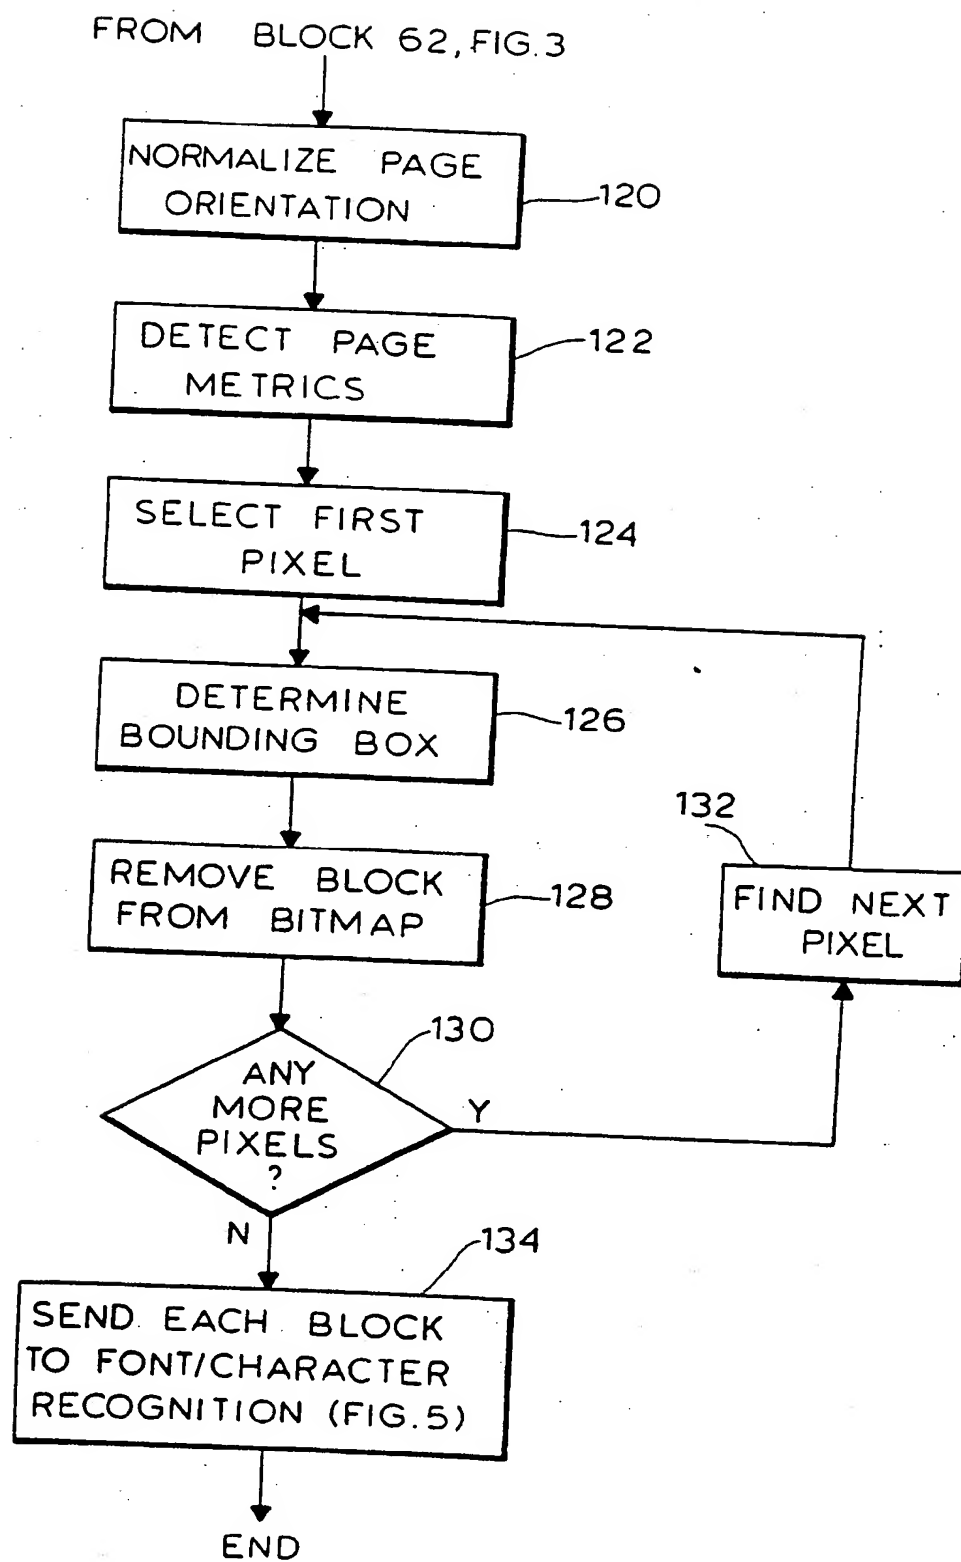 FROM BLOCK 62, FIG.3
NORMALIZE PAGE
ORIENTATION
120
DETECT PAGE
METRICS
122
SELECT FIRST
PIXEL
124
DETERMINE
BOUNDING BOX
126
132
REMOVE BLOCK
FROM BITMAP
128
FIND NEXT
PIXEL
130
ANY
MORE
PIXELS
?
Y
N
134
SEND EACH BLOCK
TO FONT/CHARACTER
RECOGNITION (FIG.5)
END